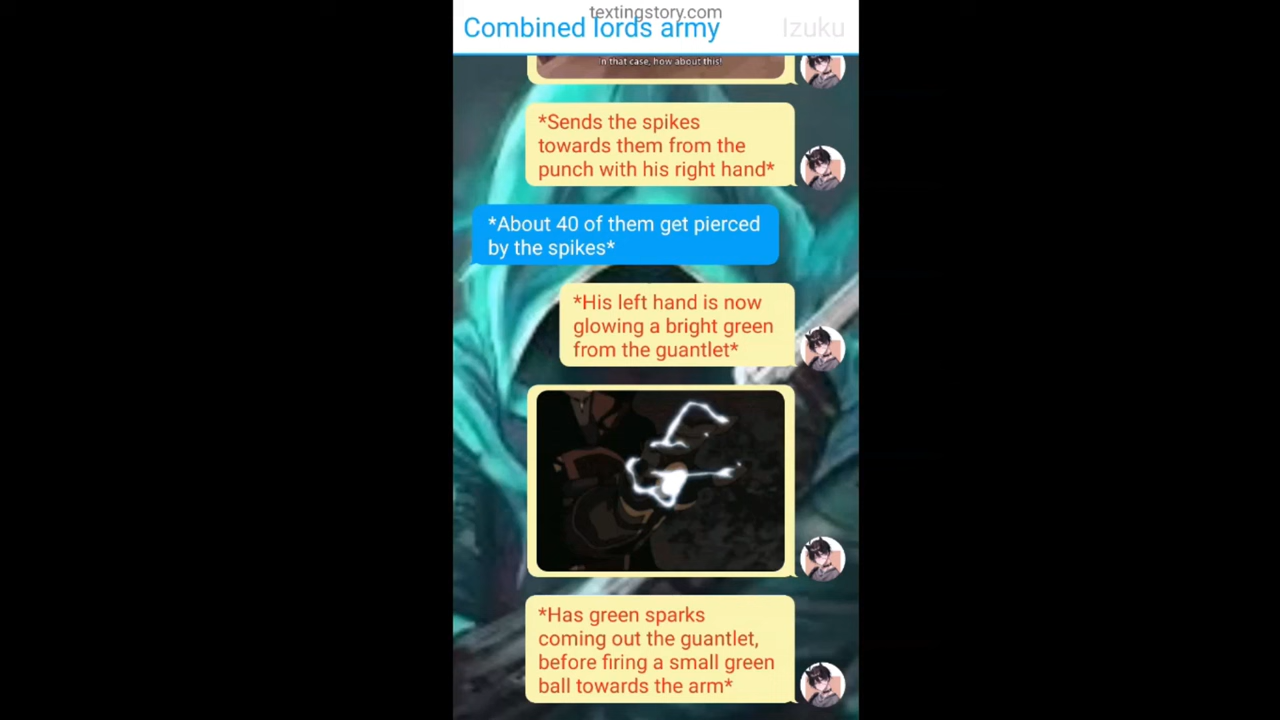 textingstory.com
Combined lords army
Izuku
In that case, how about this!
*Sends the spikes
towards them from the
punch with his right hand*
*About 40 of them get pierced
by the spikes*
*His left hand is now
glowing a bright green
from the guantlet*
*Has green sparks
coming out the guantlet,
before firing a small green
ball towards the arm*